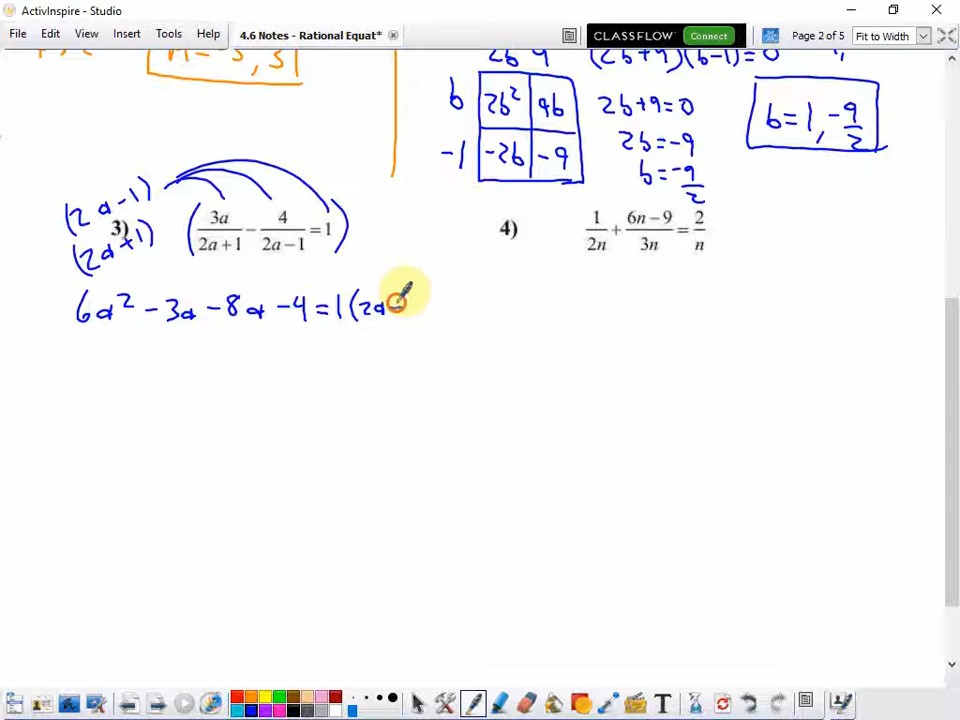 ActivInspire - Studio
File Edit View Insert Tools Help 4.6 Notes - Rational Equat* CLASSFLOW Connect Page 2 of 5 Fit to Width
(2b+9)(b-1)=0
b 2b² 9b 2b+9=0
-1 -2b -9 2b=-9
b=-9/2
b=1, -9/2
(2a-1)
(2a+1)
3) (3a/2a+1 - 4/2a-1 = 1)
6a² - 3a - 8a - 4 = 1(2a
4) 1/2n + 6n-9/3n = 2/n